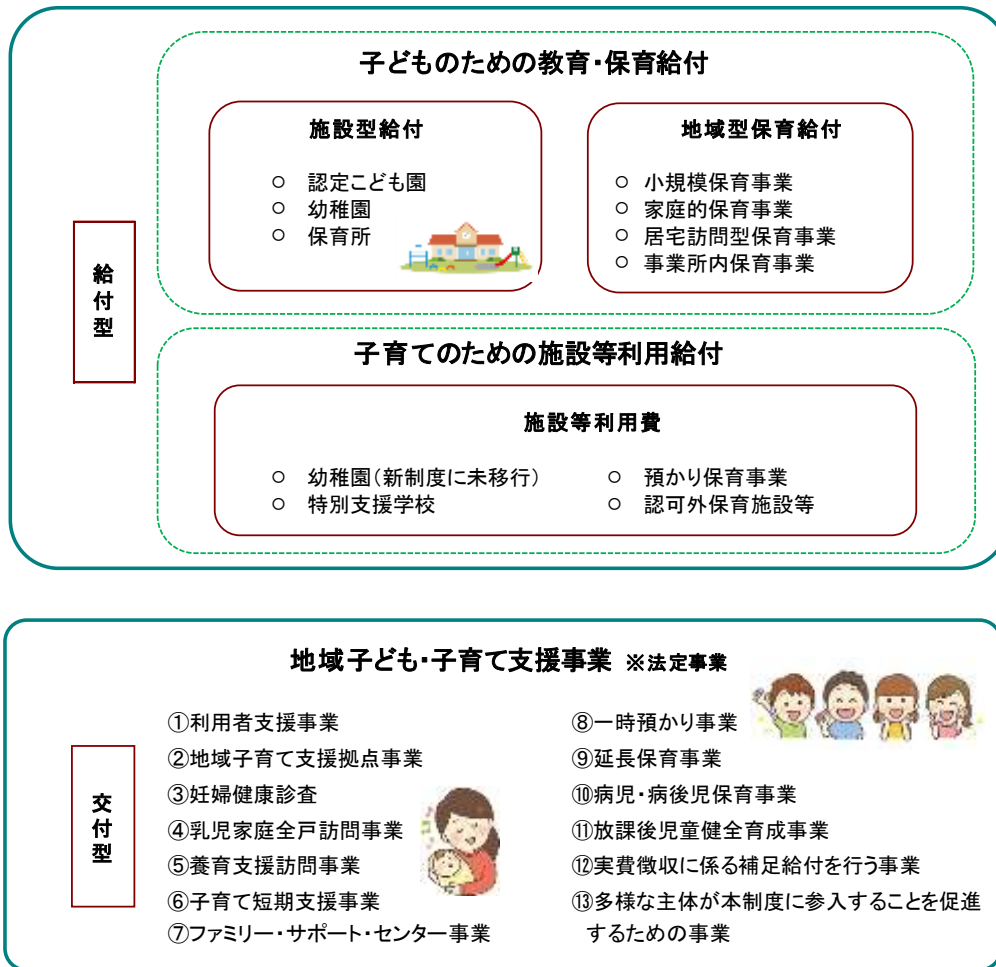 子どものための教育・保育給付
施設型給付
○ 認定こども園
○ 幼稚園
○ 保育所
地域型保育給付
○ 小規模保育事業
○ 家庭的保育事業
○ 居宅訪問型保育事業
○ 事業所内保育事業
給付型
子育てのための施設等利用給付
施設等利用費
○ 幼稚園(新制度に未移行)
○ 特別支援学校
○ 預かり保育事業
○ 認可外保育施設等
地域子ども・子育て支援事業 ※法定事業
交付型
①利用者支援事業
②地域子育て支援拠点事業
③妊婦健康診査
④乳児家庭全戸訪問事業
⑤養育支援訪問事業
⑥子育て短期支援事業
⑦ファミリー・サポート・センター事業
⑧一時預かり事業
⑨延長保育事業
⑩病児・病後児保育事業
⑪放課後児童健全育成事業
⑫実費徴収に係る補足給付を行う事業
⑬多様な主体が本制度に参入することを促進
するための事業